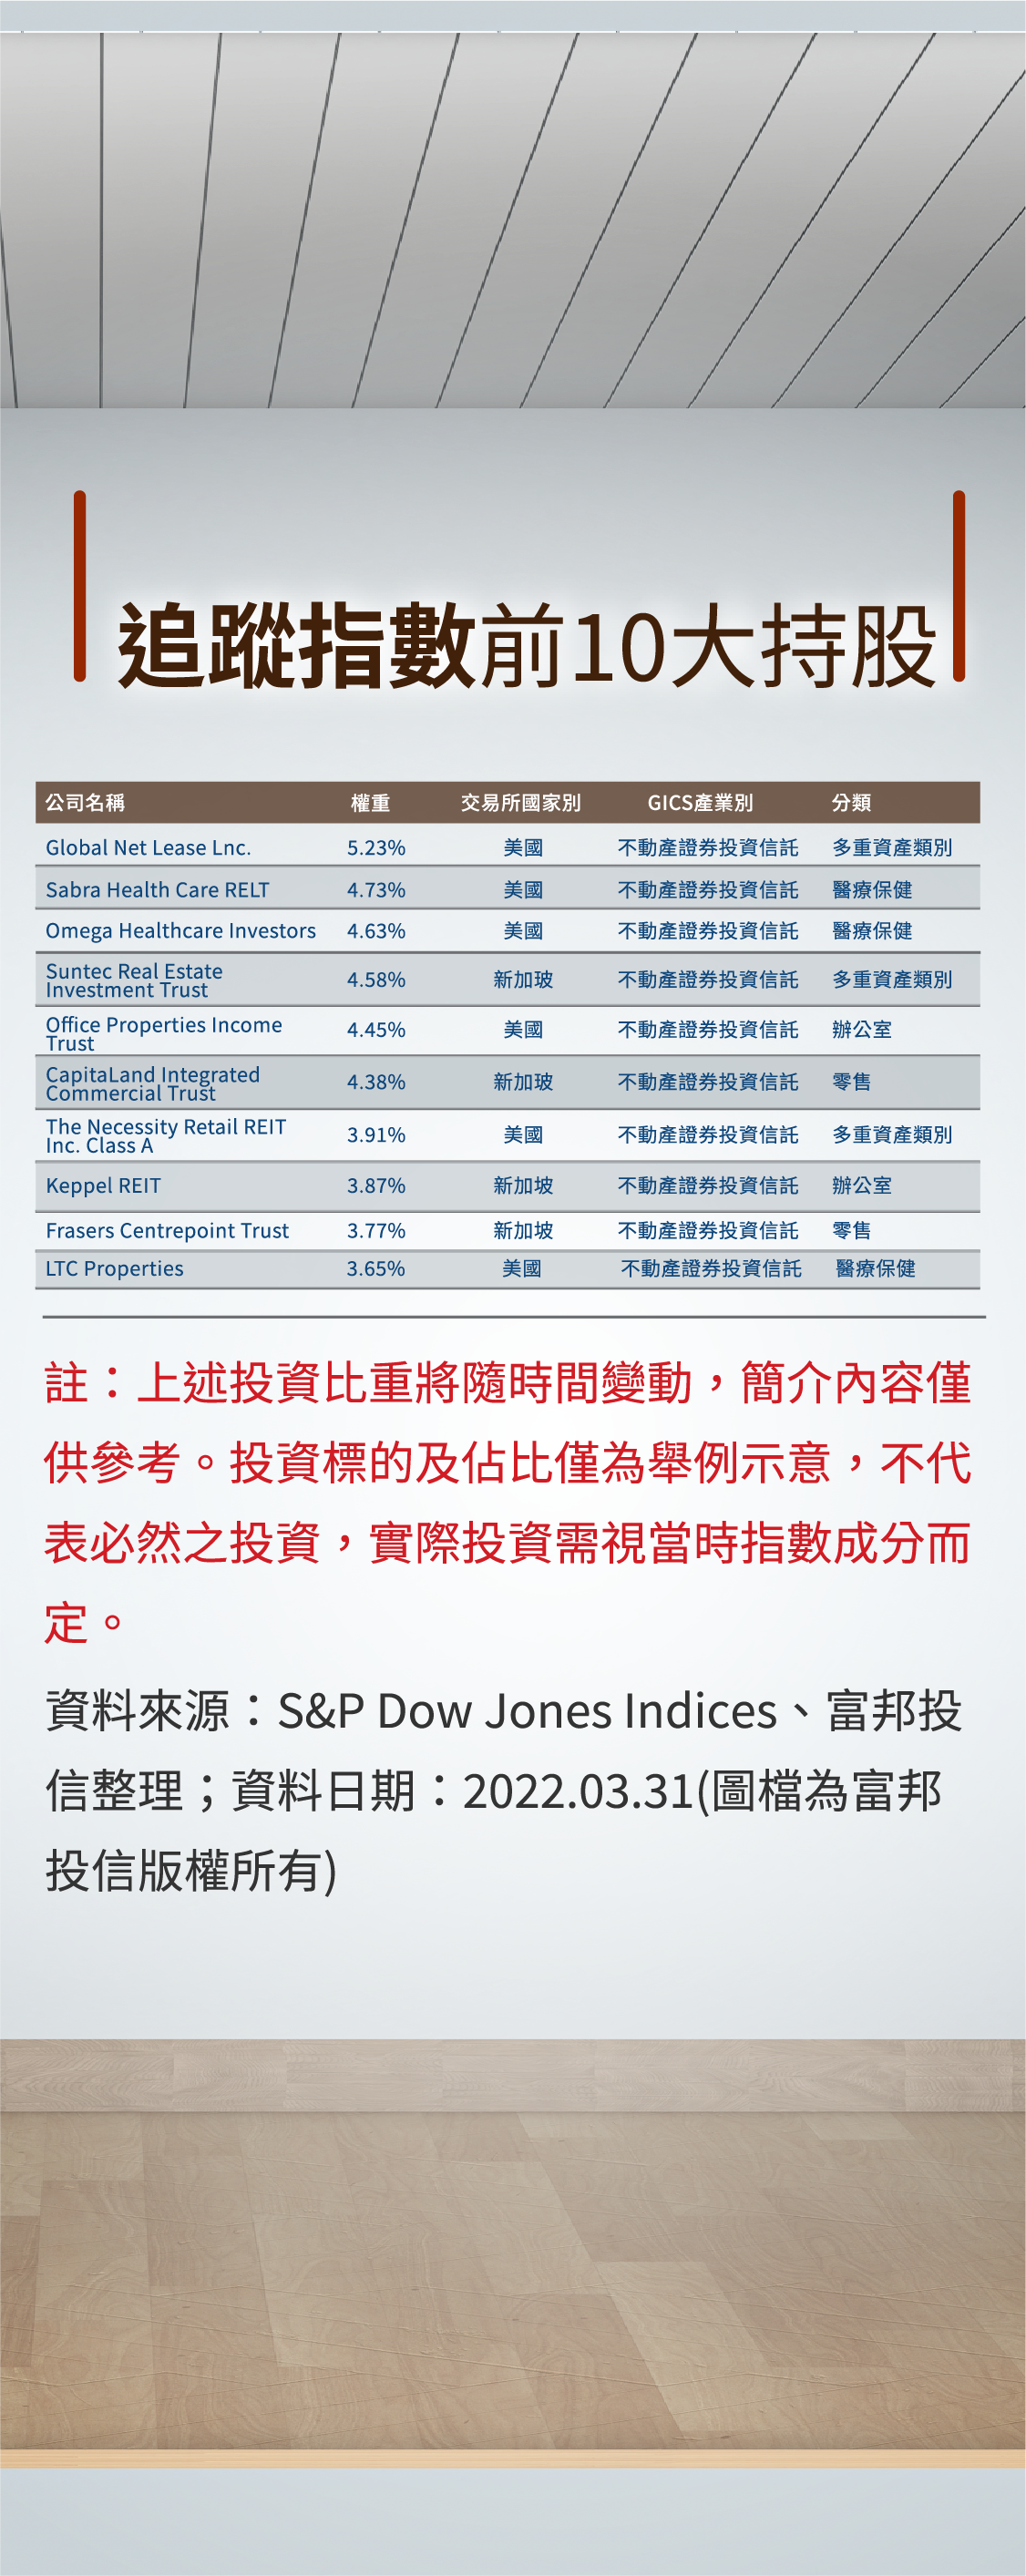 追蹤指數前10大持股
公司名稱 權重 交易所國家別 GICS產業別 分類
Global Net Lease Lnc. 5.23% 美國 不動產證券投資信託 多重資產類別
Sabra Health Care RELT 4.73% 美國 不動產證券投資信託 醫療保健
Omega Healthcare Investors 4.63% 美國 不動產證券投資信託 醫療保健
Suntec Real Estate
Investment Trust 4.58% 新加玻 不動產證券投資信託 多重資產類別
Office Properties Income
Trust 4.45% 美國 不動產證券投資信託 辦公室
CapitaLand Integrated
Commercial Trust 4.38% 新加玻 不動產證券投資信託 零售
The Necessity Retail REIT
Inc. Class A 3.91% 美國 不動產證券投資信託 多重資產類別
Keppel REIT 3.87% 新加坡 不動產證券投資信託 辦公室
Frasers Centrepoint Trust 3.77% 新加坡 不動產證券投資信託 零售
LTC Properties 3.65% 美國 不動產證券投資信託 醫療保健
註：上述投資比重將隨時間變動，簡介內容僅
供參考。投資標的及佔比僅為舉例示意，不代
表必然之投資，實際投資需視當時指數成分而
定。
資料來源：S&P Dow Jones Indices、富邦投
信整理；資料日期：2022.03.31(圖檔為富邦
投信版權所有)